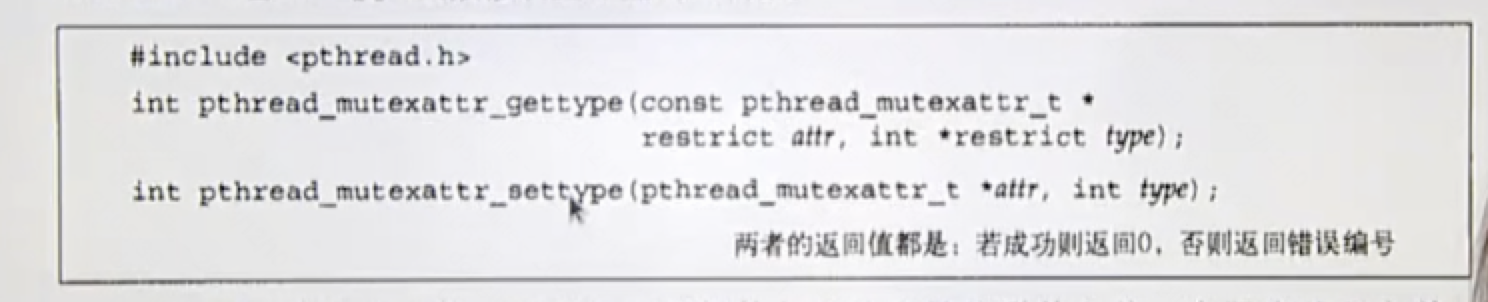 #include <pthread.h>
int pthread_mutexattr_gettype(const pthread_mutexattr_t *
restrict attr, int *restrict type);
int pthread_mutexattr_settype(pthread_mutexattr_t *attr, int type);
两者的返回值都是：若成功则返回0，否则返回错误编号